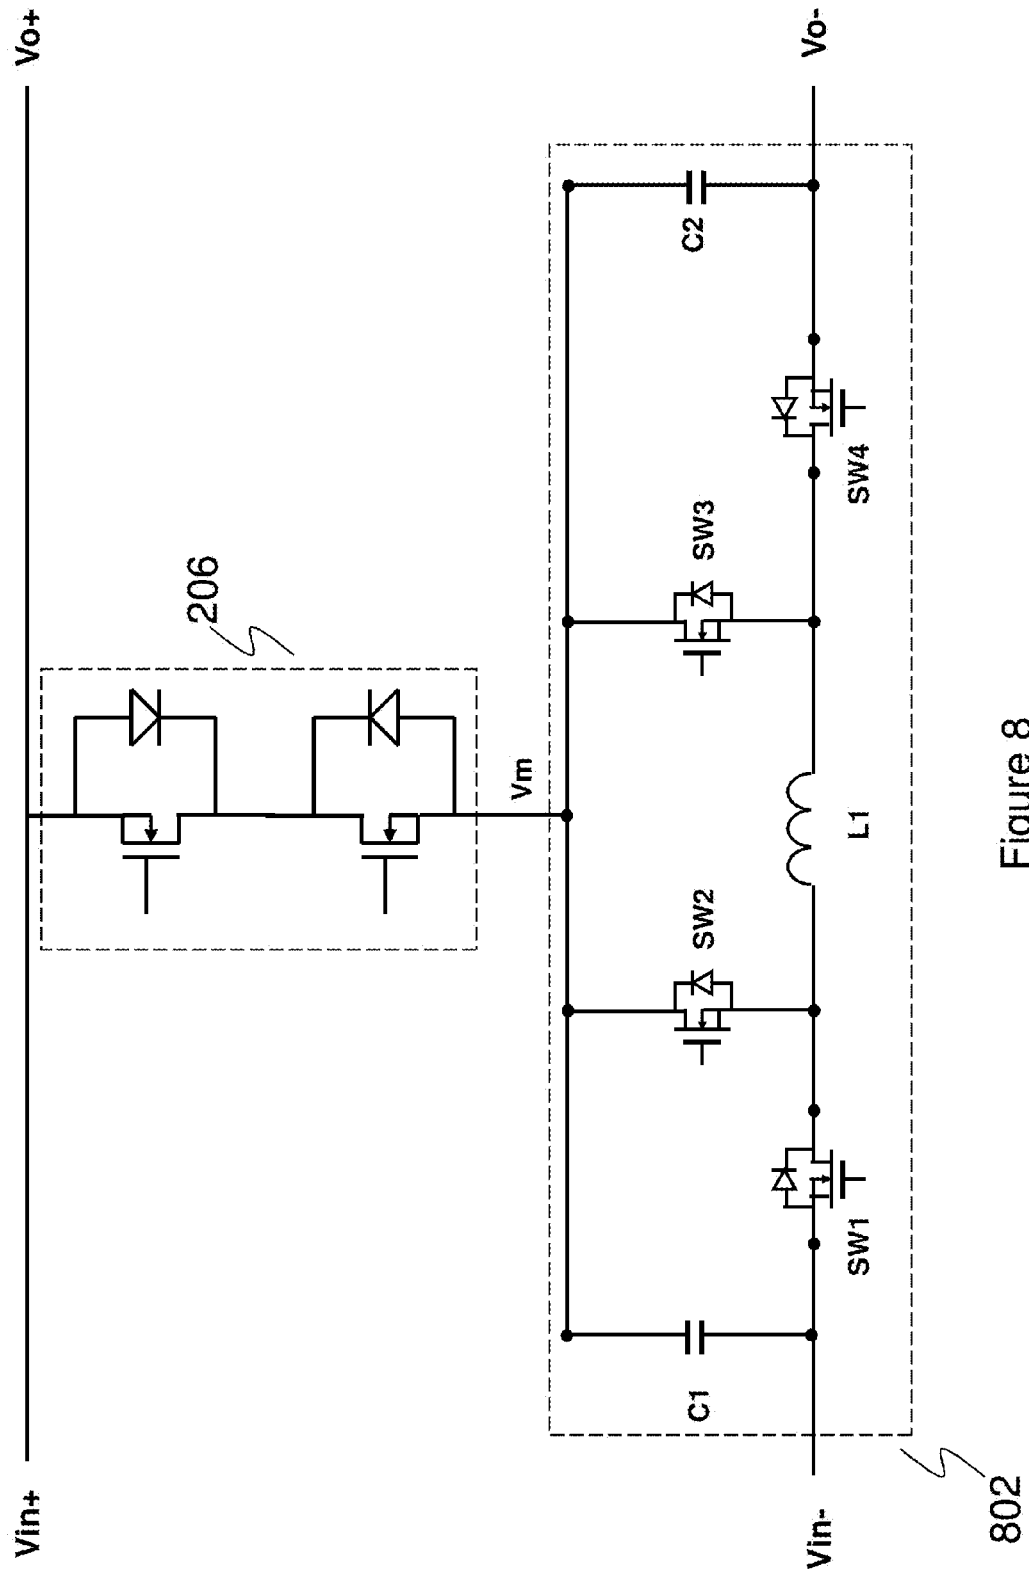 Vin+
Vo+
206
Vm
C1
SW1
SW2
L1
SW3
SW4
C2
Vin-
Vo-
802
Figure 8